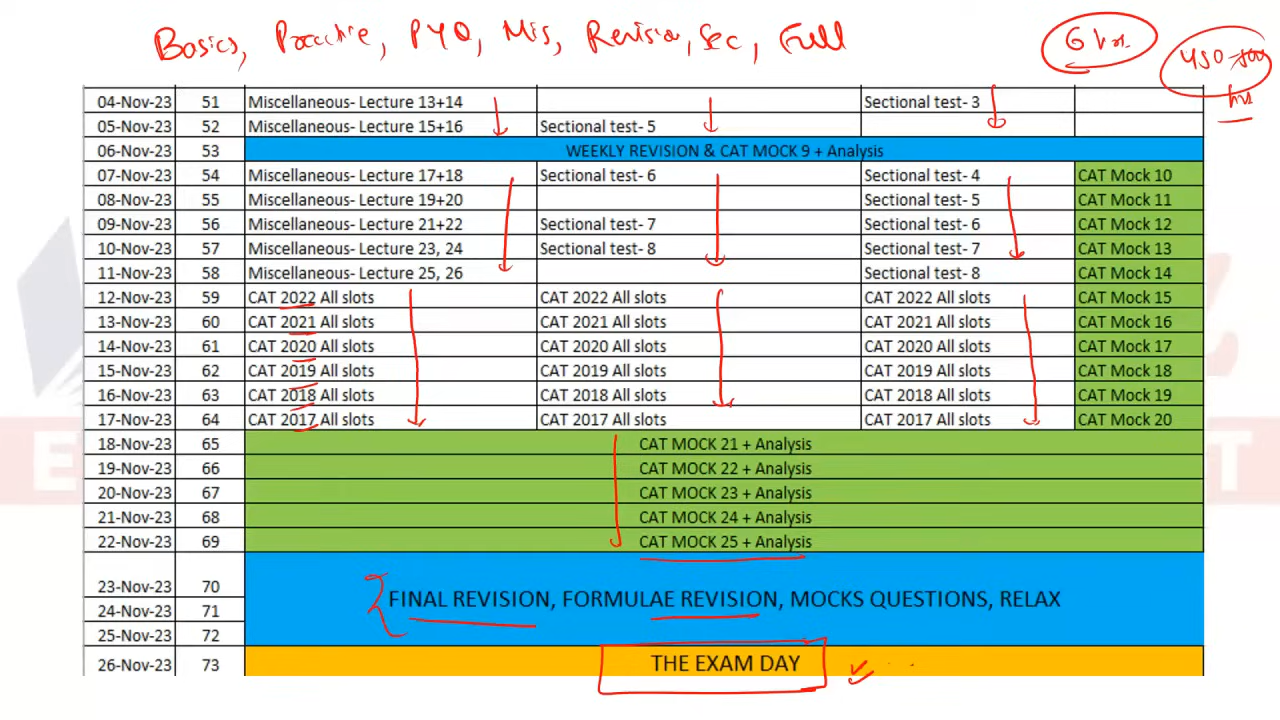 Basics, Practice, PYQ, Mis, Revision, Sec, Full
6 hrs.
450-500
hrs
04-Nov-23 51 Miscellaneous- Lecture 13+14 Sectional test- 3
05-Nov-23 52 Miscellaneous- Lecture 15+16 Sectional test- 5
06-Nov-23 53 WEEKLY REVISION & CAT MOCK 9 + Analysis
07-Nov-23 54 Miscellaneous- Lecture 17+18 Sectional test- 6 Sectional test- 4 CAT Mock 10
08-Nov-23 55 Miscellaneous- Lecture 19+20 Sectional test- 5 CAT Mock 11
09-Nov-23 56 Miscellaneous- Lecture 21+22 Sectional test- 7 Sectional test- 6 CAT Mock 12
10-Nov-23 57 Miscellaneous- Lecture 23, 24 Sectional test- 8 Sectional test- 7 CAT Mock 13
11-Nov-23 58 Miscellaneous- Lecture 25, 26 Sectional test- 8 CAT Mock 14
12-Nov-23 59 CAT 2022 All slots CAT 2022 All slots CAT 2022 All slots CAT Mock 15
13-Nov-23 60 CAT 2021 All slots CAT 2021 All slots CAT 2021 All slots CAT Mock 16
14-Nov-23 61 CAT 2020 All slots CAT 2020 All slots CAT 2020 All slots CAT Mock 17
15-Nov-23 62 CAT 2019 All slots CAT 2019 All slots CAT 2019 All slots CAT Mock 18
16-Nov-23 63 CAT 2018 All slots CAT 2018 All slots CAT 2018 All slots CAT Mock 19
17-Nov-23 64 CAT 2017 All slots CAT 2017 All slots CAT 2017 All slots CAT Mock 20
18-Nov-23 65 CAT MOCK 21 + Analysis
19-Nov-23 66 CAT MOCK 22 + Analysis
20-Nov-23 67 CAT MOCK 23 + Analysis
21-Nov-23 68 CAT MOCK 24 + Analysis
22-Nov-23 69 CAT MOCK 25 + Analysis
23-Nov-23 70
24-Nov-23 71 FINAL REVISION, FORMULAE REVISION, MOCKS QUESTIONS, RELAX
25-Nov-23 72
26-Nov-23 73 THE EXAM DAY